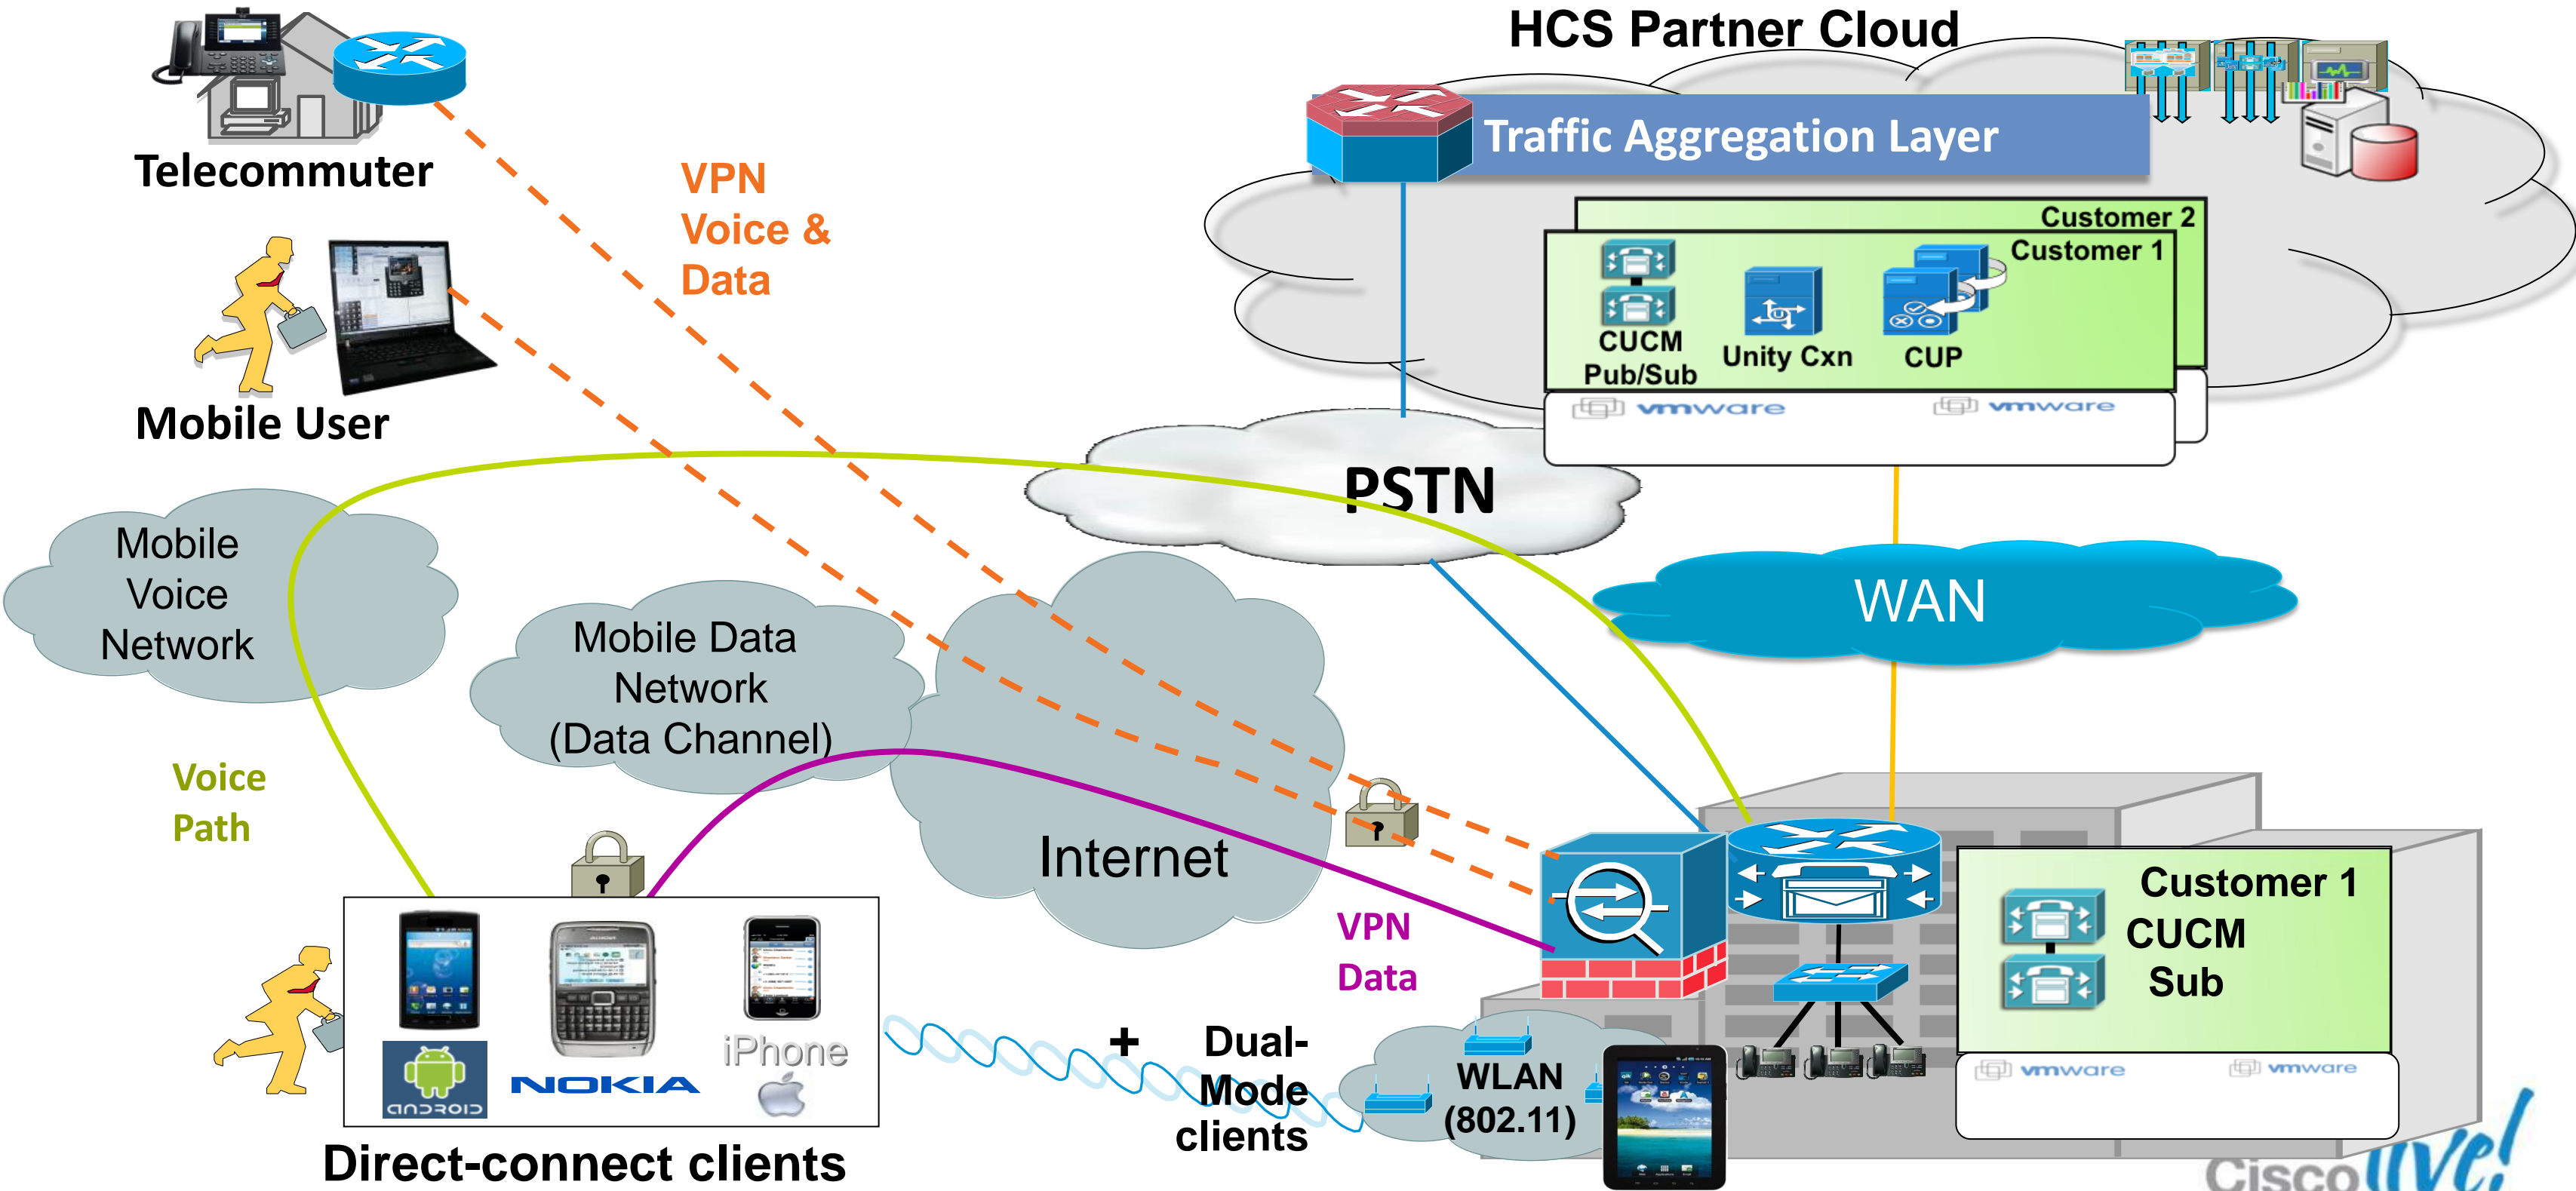 HCS Partner Cloud
Traffic Aggregation Layer
Telecommuter
VPN
Voice &
Data
Customer 2
Customer 1
CUCM
Pub/Sub
Unity Cxn
CUP
vmware
vmware
Mobile User
PSTN
Mobile
Voice
Network
Mobile Data
Network
(Data Channel)
WAN
Voice
Path
Internet
VPN
Data
Customer 1
CUCM
Sub
vmware
vmware
ANDROID
NOKIA
iPhone
+
Dual-
Mode
clients
WLAN
(802.11)
Direct-connect clients
Cisco live!